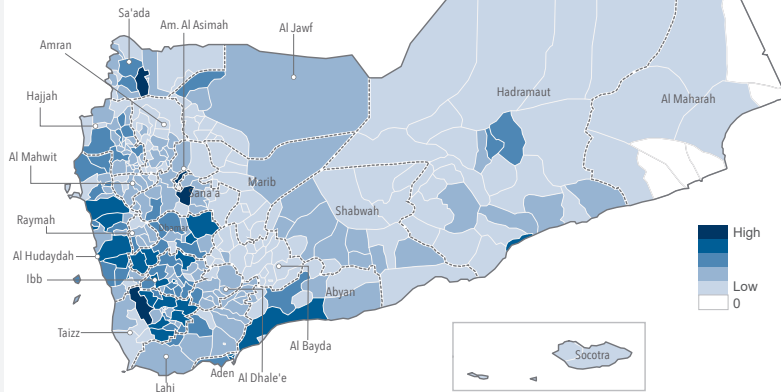 Sa'ada
Am. Al Asimah
Al Jawf
Amran
Hadramaut
Hajjah
Al Maharah
Al Mahwit
Sana'a
Marib
Shabwah
Raymah
Al Hudaydah
High
Ibb
Low
0
Abyan
Taizz
Al Bayda
Socotra
Lahj
Aden
Al Dhale'e